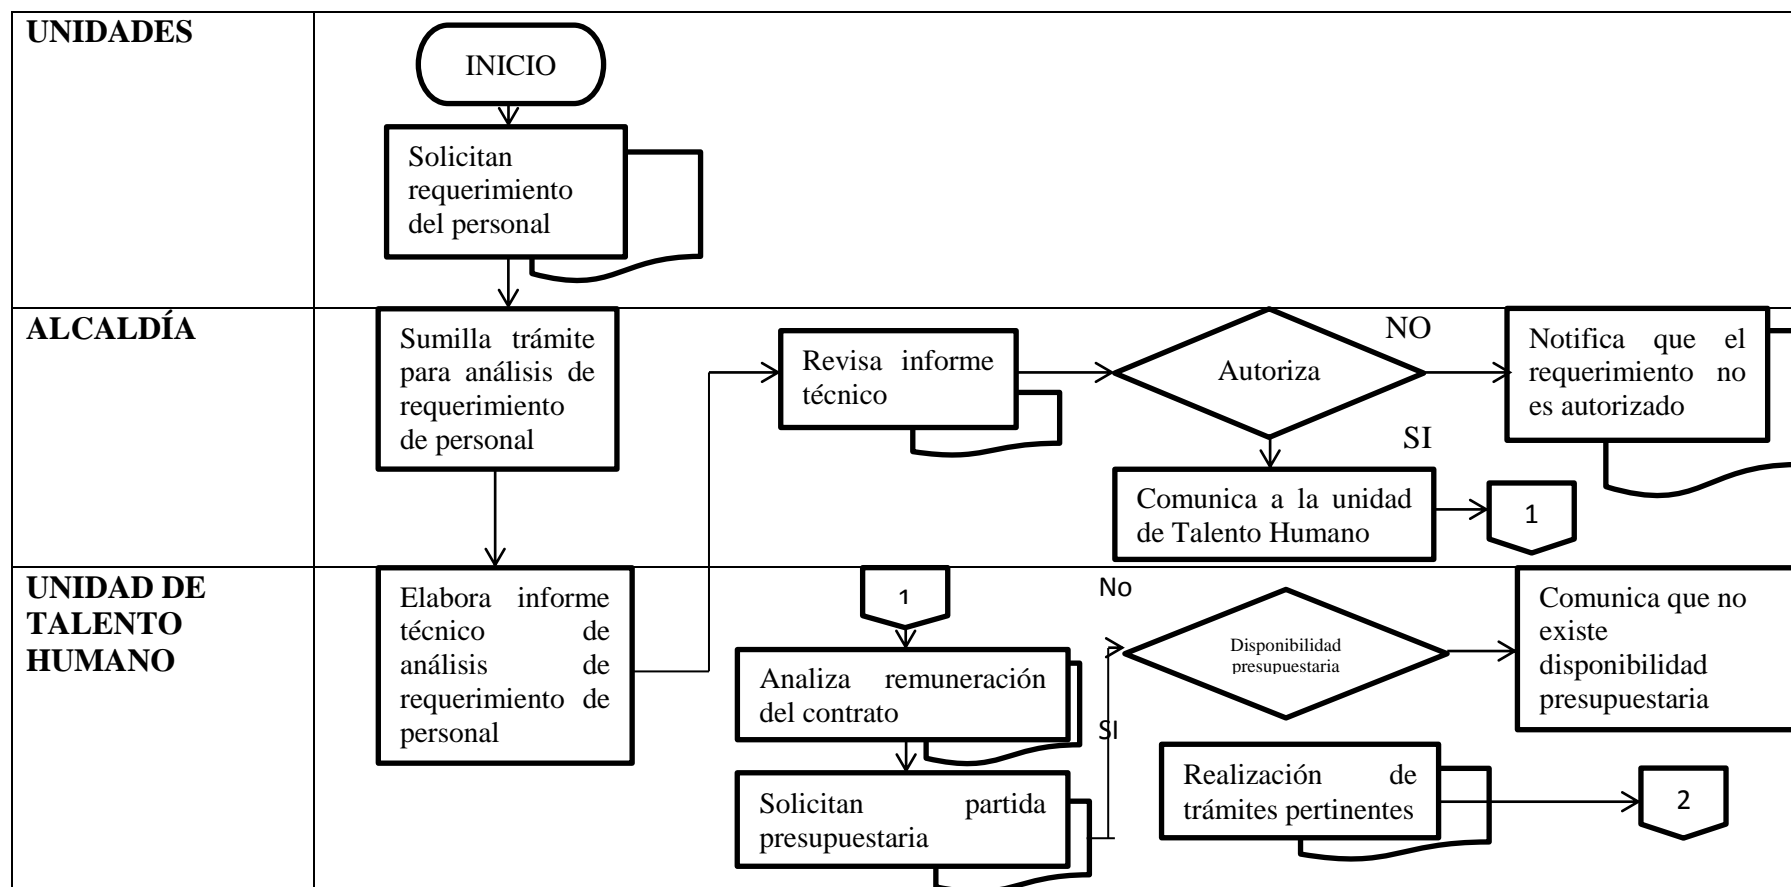 UNIDADES
INICIO
Solicitan
requerimiento
del personal
ALCALDÍA
Sumilla trámite
para análisis de
requerimiento
de personal
Revisa informe
técnico
Autoriza
NO
SI
Notifica que el
requerimiento no
es autorizado
Comunica a la unidad
de Talento Humano
1
UNIDAD DE
TALENTO
HUMANO
Elabora informe
técnico de
análisis de
requerimiento de
personal
1
Analiza remuneración
del contrato
Solicitan partida
presupuestaria
No
SI
Disponibilidad
presupuestaria
Comunica que no
existe
disponibilidad
presupuestaria
Realización de
trámites pertinentes
2